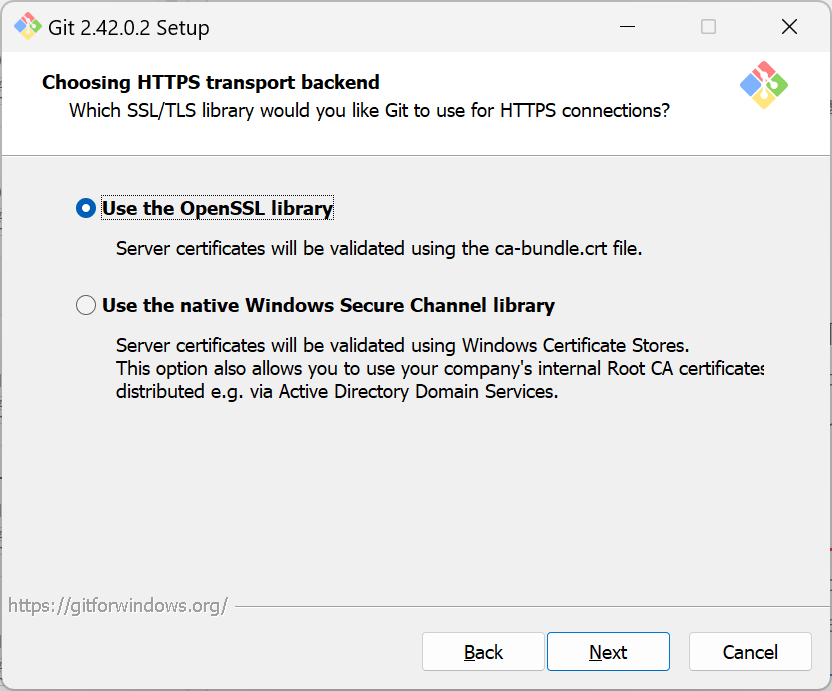 Git 2.42.0.2 Setup
Choosing HTTPS transport backend
Which SSL/TLS library would you like Git to use for HTTPS connections?
Use the OpenSSL library
Server certificates will be validated using the ca-bundle.crt file.
Use the native Windows Secure Channel library
Server certificates will be validated using Windows Certificate Stores.
This option also allows you to use your company's internal Root CA certificates
distributed e.g. via Active Directory Domain Services.
https://gitforwindows.org/
Back Next Cancel